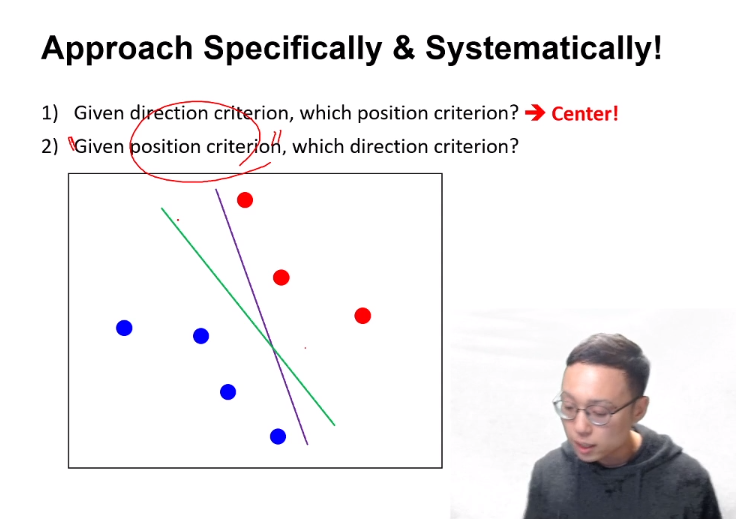 Approach Specifically & Systematically!
1) Given direction criterion, which position criterion? ➔ Center!
2) "Given position criterion", which direction criterion?